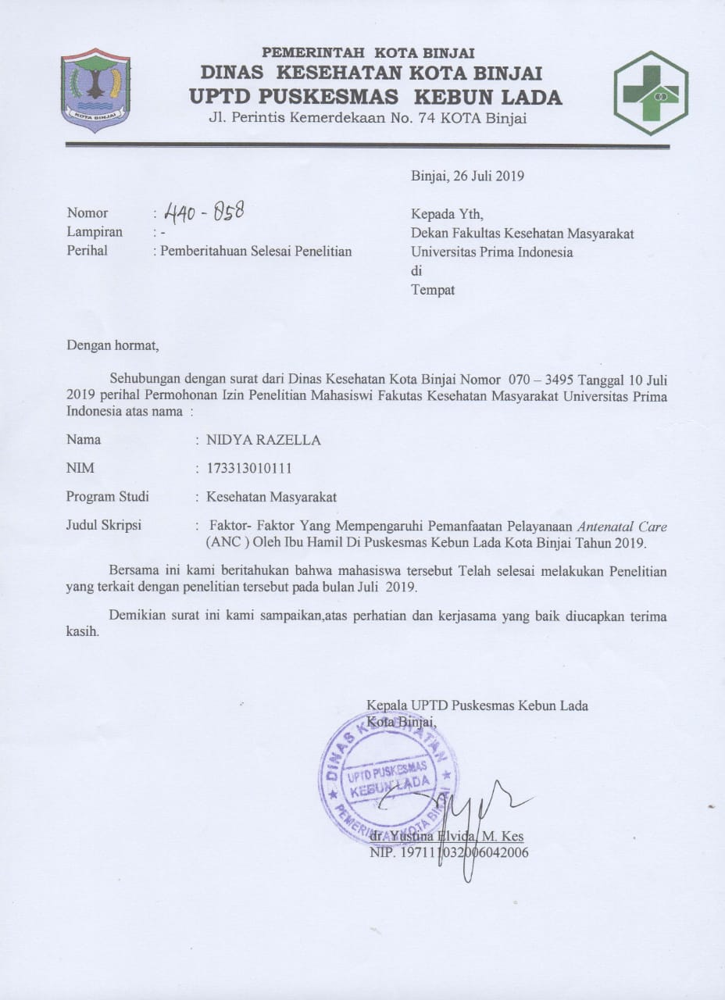 PEMERINTAH KOTA BINJAI
DINAS KESEHATAN KOTA BINJAI
UPTD PUSKESMAS KEBUN LADA
Jl. Perintis Kemerdekaan No. 74 KOTA Binjai
KOTA BINJAI
Binjai, 26 Juli 2019
Nomor : 440 - 858
Lampiran : -
Perihal : Pemberitahuan Selesai Penelitian
Kepada Yth,
Dekan Fakultas Kesehatan Masyarakat
Universitas Prima Indonesia
di
Tempat
Dengan hormat,
Sehubungan dengan surat dari Dinas Kesehatan Kota Binjai Nomor 070 – 3495 Tanggal 10 Juli
2019 perihal Permohonan Izin Penelitian Mahasiswi Fakutas Kesehatan Masyarakat Universitas Prima
Indonesia atas nama :
Nama : NIDYA RAZELLA
NIM : 173313010111
Program Studi : Kesehatan Masyarakat
Judul Skripsi : Faktor- Faktor Yang Mempengaruhi Pemanfaatan Pelayanaan Antenatal Care
(ANC ) Oleh Ibu Hamil Di Puskesmas Kebun Lada Kota Binjai Tahun 2019.
Bersama ini kami beritahukan bahwa mahasiswa tersebut Telah selesai melakukan Penelitian
yang terkait dengan penelitian tersebut pada bulan Juli 2019.
Demikian surat ini kami sampaikan,atas perhatian dan kerjasama yang baik diucapkan terima
kasih.
Kepala UPTD Puskesmas Kebun Lada
Kota Binjai,
DINAS KESEHATAN
UPTD PUSKESMAS
KEBUN LADA
PEMERINTAH KOTA BINJAI
dr. Yustina Elvida, M. Kes
NIP. 197111032006042006